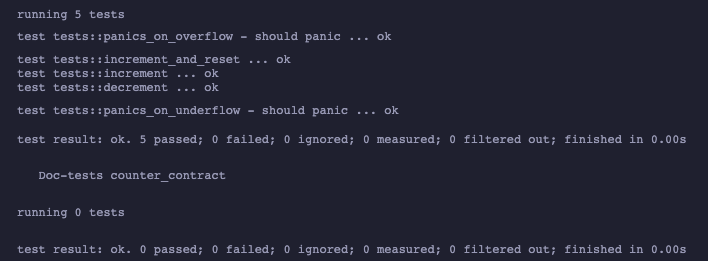 running 5 tests
test tests::panics_on_overflow - should panic ... ok
test tests::increment_and_reset ... ok
test tests::increment ... ok
test tests::decrement ... ok
test tests::panics_on_underflow - should panic ... ok
test result: ok. 5 passed; 0 failed; 0 ignored; 0 measured; 0 filtered out; finished in 0.00s
Doc-tests counter_contract
running 0 tests
test result: ok. 0 passed; 0 failed; 0 ignored; 0 measured; 0 filtered out; finished in 0.00s